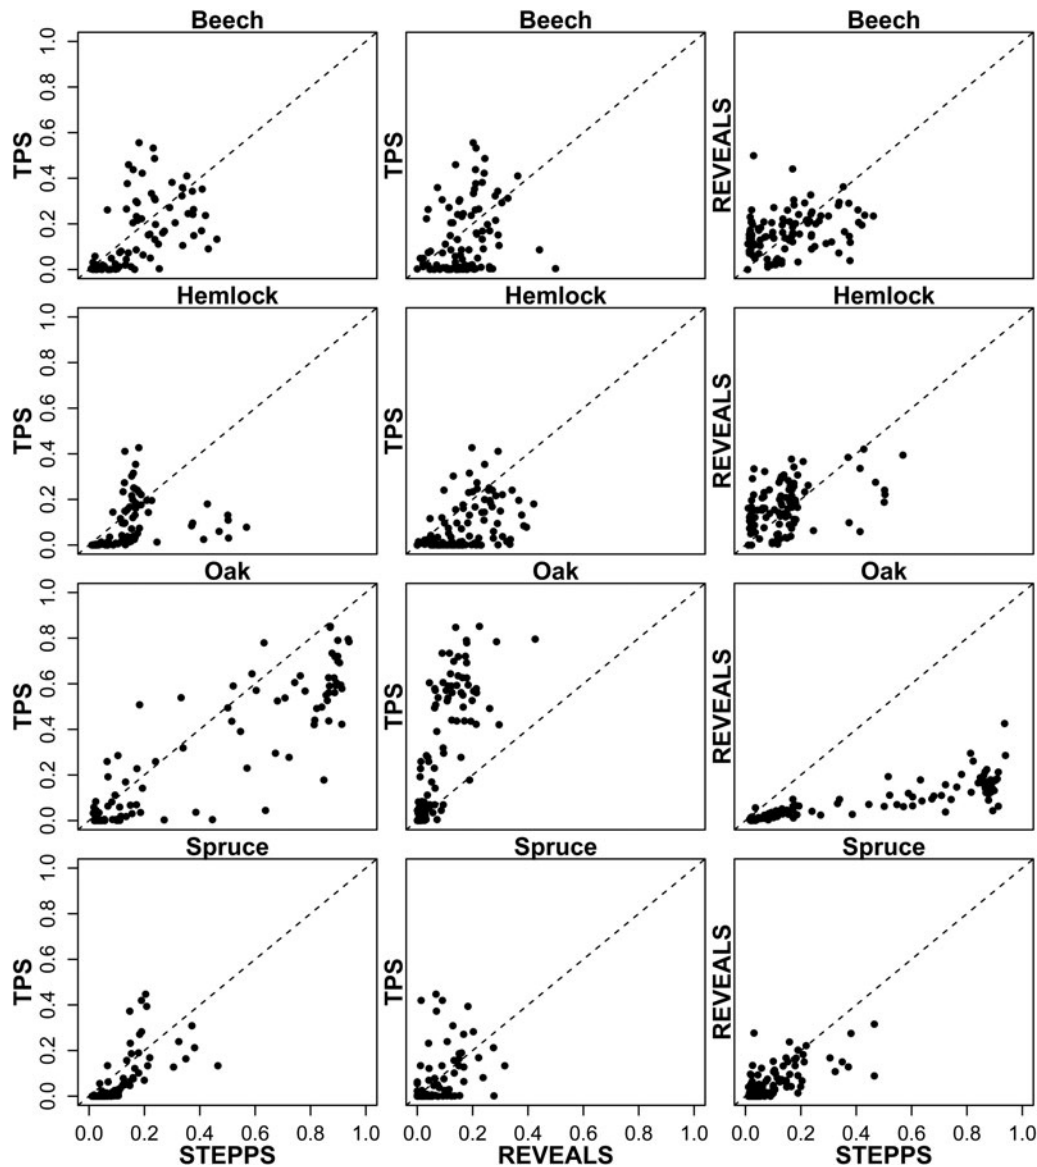 Beech Beech Beech
TPS 0.0 0.2 0.4 0.6 0.8 1.0 TPS REVEALS
Hemlock Hemlock Hemlock
TPS 0.0 0.2 0.4 0.6 0.8 1.0 TPS REVEALS
Oak Oak Oak
TPS 0.0 0.2 0.4 0.6 0.8 1.0 TPS REVEALS
Spruce Spruce Spruce
TPS 0.0 0.2 0.4 0.6 0.8 1.0 TPS REVEALS
0.0 0.2 0.4 0.6 0.8 1.0 0.0 0.2 0.4 0.6 0.8 1.0 0.0 0.2 0.4 0.6 0.8 1.0
STEPPS REVEALS STEPPS